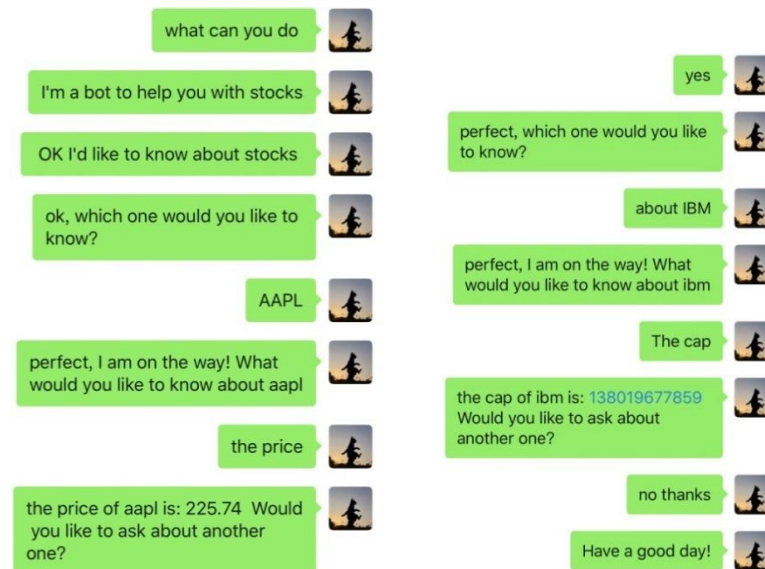 what can you do
I'm a bot to help you with stocks
OK I'd like to know about stocks
ok, which one would you like to
know?
AAPL
perfect, I am on the way! What
would you like to know about aapl
the price
the price of aapl is: 225.74 Would
you like to ask about another
one?
yes
perfect, which one would you like
to know?
about IBM
perfect, I am on the way! What
would you like to know about ibm
The cap
the cap of ibm is: 138019677859
Would you like to ask about
another one?
no thanks
Have a good day!